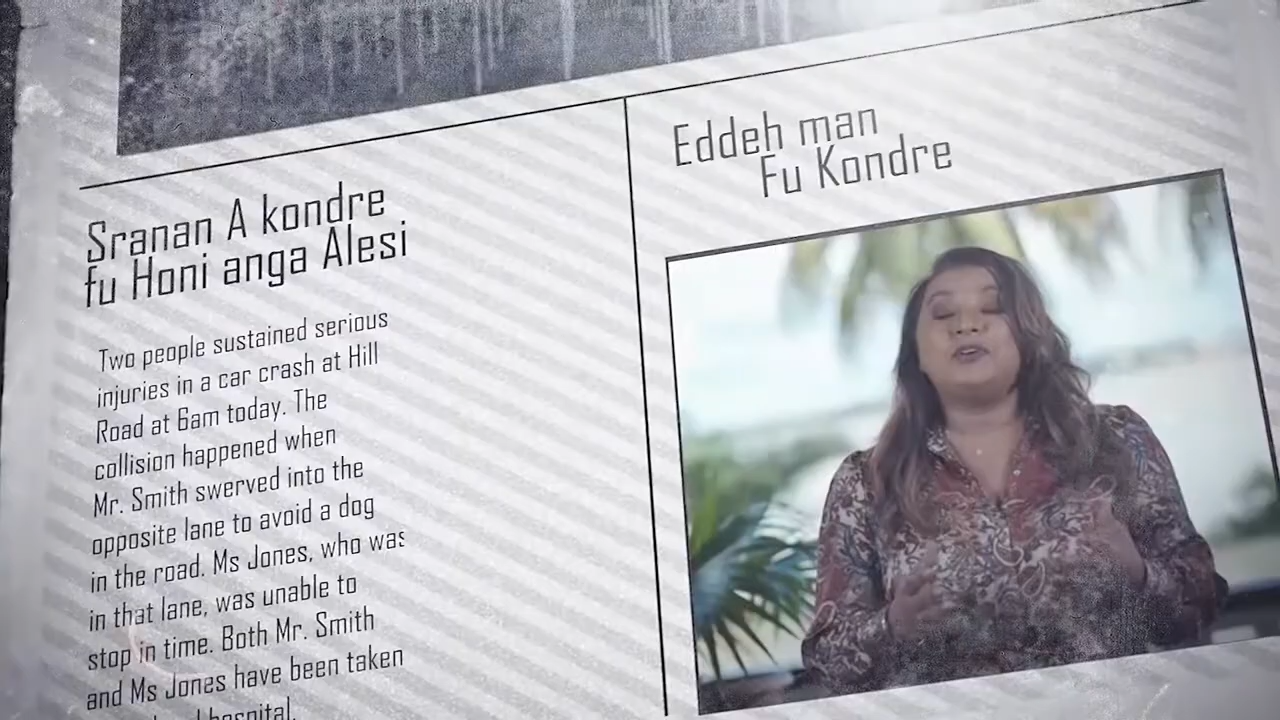 Sranan A kondre
fu Honi anga Alesi
Two people sustained serious
injuries in a car crash at Hill
Road at 6am today. The
collision happened when
Mr. Smith swerved into the
opposite lane to avoid a dog
in the road. Ms Jones, who was
in that lane, was unable to
stop in time. Both Mr. Smith
and Ms Jones have been taken
hospital.
Eddeh man
Fu Kondre